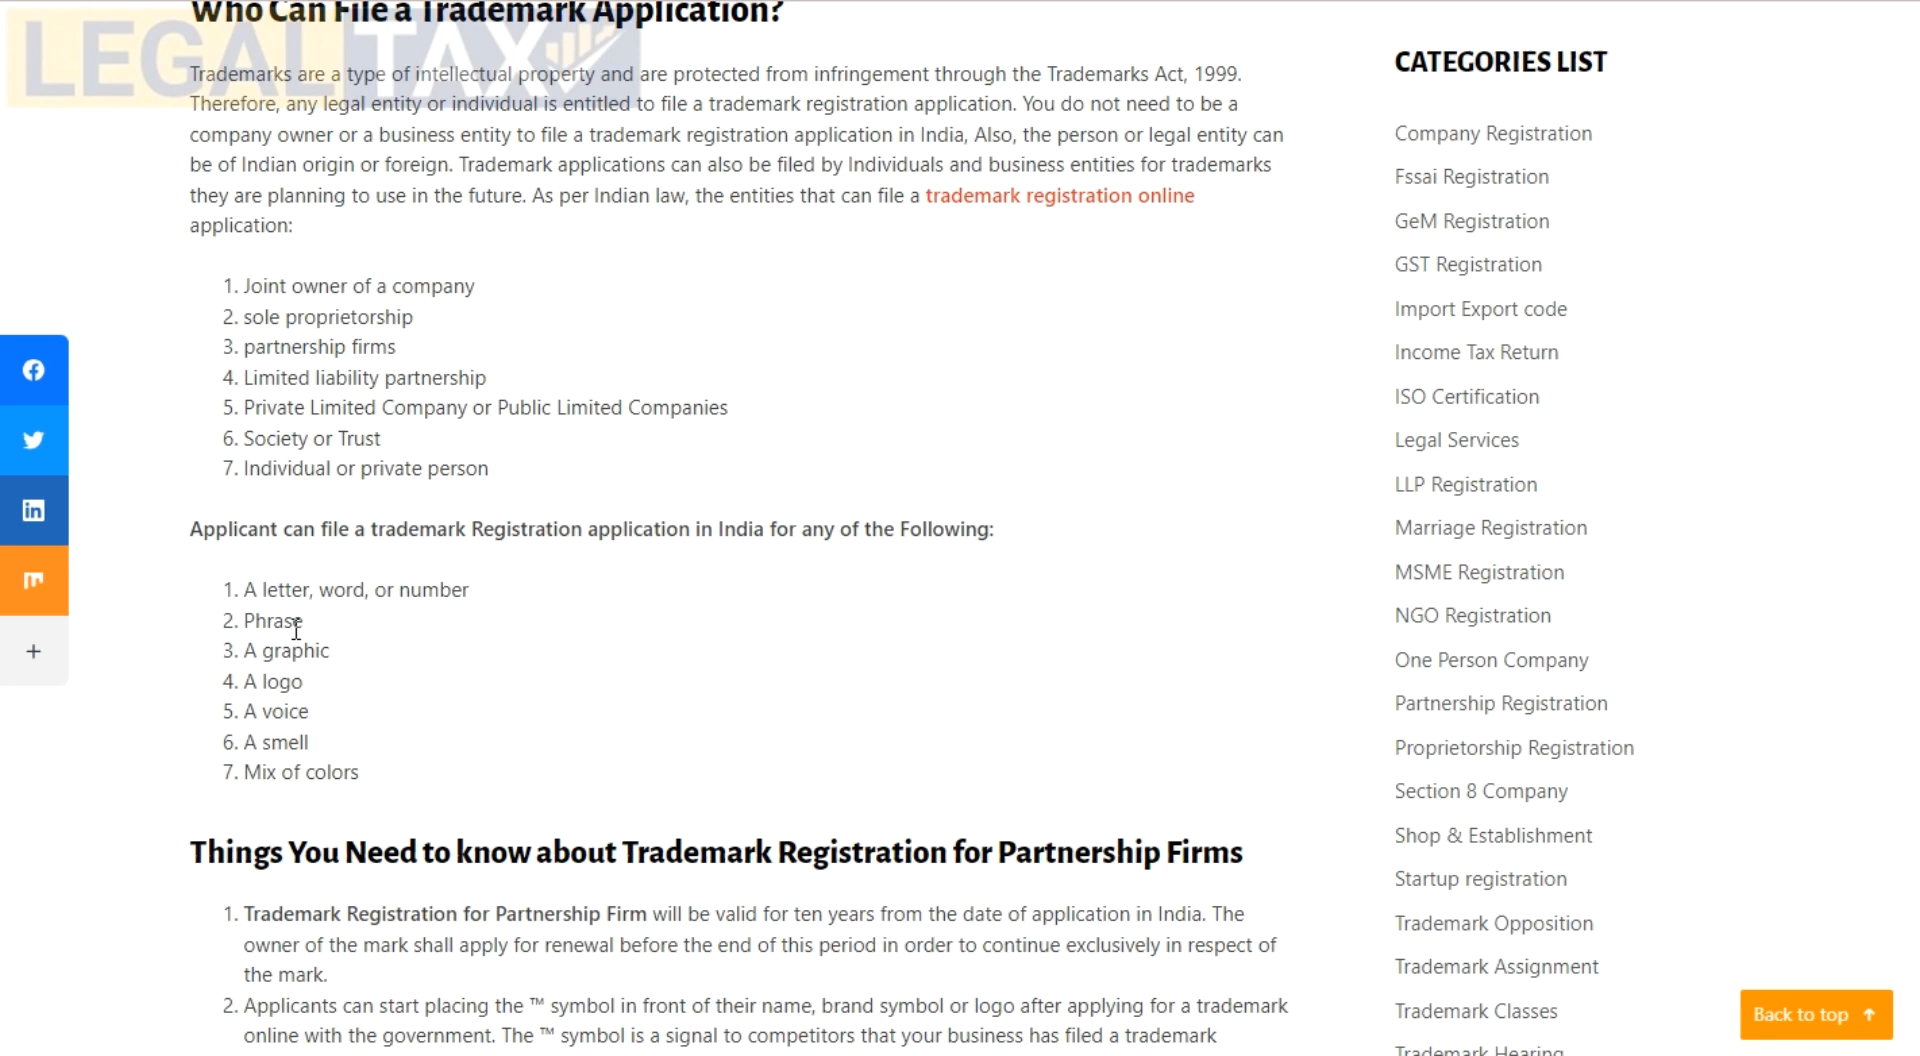 Who Can File a Trademark Application?
LEGALTAX
Trademarks are a type of intellectual property and are protected from infringement through the Trademarks Act, 1999.
Therefore, any legal entity or individual is entitled to file a trademark registration application. You do not need to be a
company owner or a business entity to file a trademark registration application in India, Also, the person or legal entity can
be of Indian origin or foreign. Trademark applications can also be filed by Individuals and business entities for trademarks
they are planning to use in the future. As per Indian law, the entities that can file a trademark registration online
application:
1. Joint owner of a company
2. sole proprietorship
3. partnership firms
4. Limited liability partnership
5. Private Limited Company or Public Limited Companies
6. Society or Trust
7. Individual or private person
Applicant can file a trademark Registration application in India for any of the Following:
1. A letter, word, or number
2. Phrase
3. A graphic
4. A logo
5. A voice
6. A smell
7. Mix of colors
Things You Need to know about Trademark Registration for Partnership Firms
1. Trademark Registration for Partnership Firm will be valid for ten years from the date of application in India. The
owner of the mark shall apply for renewal before the end of this period in order to continue exclusively in respect of
the mark.
2. Applicants can start placing the ™ symbol in front of their name, brand symbol or logo after applying for a trademark
online with the government. The ™ symbol is a signal to competitors that your business has filed a trademark
CATEGORIES LIST
Company Registration
Fssai Registration
GeM Registration
GST Registration
Import Export code
Income Tax Return
ISO Certification
Legal Services
LLP Registration
Marriage Registration
MSME Registration
NGO Registration
One Person Company
Partnership Registration
Proprietorship Registration
Section 8 Company
Shop & Establishment
Startup registration
Trademark Opposition
Trademark Assignment
Trademark Classes
Trademark Hearing
Back to top